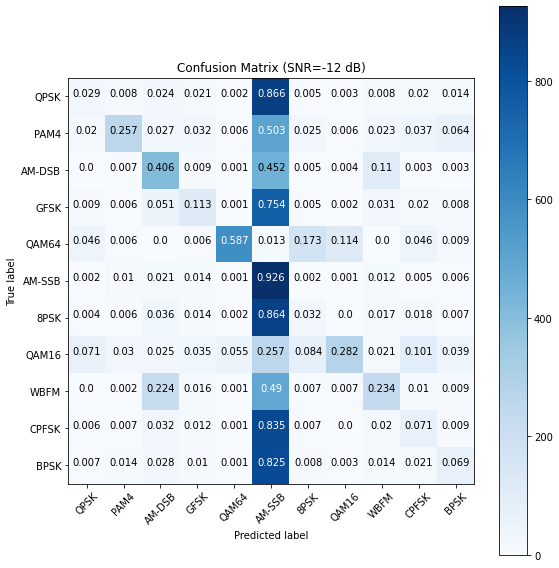 Confusion Matrix (SNR=-12 dB)
QPSK 0.029 0.008 0.024 0.021 0.002 0.866 0.005 0.003 0.008 0.02 0.014
PAM4 0.02 0.257 0.027 0.032 0.006 0.503 0.025 0.006 0.023 0.037 0.064
AM-DSB 0.0 0.007 0.406 0.009 0.001 0.452 0.005 0.004 0.11 0.003 0.003
GFSK 0.009 0.006 0.051 0.113 0.001 0.754 0.005 0.002 0.031 0.02 0.008
QAM64 0.046 0.006 0.0 0.006 0.587 0.013 0.173 0.114 0.0 0.046 0.009
AM-SSB 0.002 0.01 0.021 0.014 0.001 0.926 0.002 0.001 0.012 0.005 0.006
8PSK 0.004 0.006 0.036 0.014 0.002 0.864 0.032 0.0 0.017 0.018 0.007
QAM16 0.071 0.03 0.025 0.035 0.055 0.257 0.084 0.282 0.021 0.101 0.039
WBFM 0.0 0.002 0.224 0.016 0.001 0.49 0.007 0.007 0.234 0.01 0.009
CPFSK 0.006 0.007 0.032 0.012 0.001 0.835 0.007 0.0 0.02 0.071 0.009
BPSK 0.007 0.014 0.028 0.01 0.001 0.825 0.008 0.003 0.014 0.021 0.069
QPSK PAM4 AM-DSB GFSK QAM64 AM-SSB 8PSK QAM16 WBFM CPFSK BPSK
Predicted label
True label
800
600
400
200
0